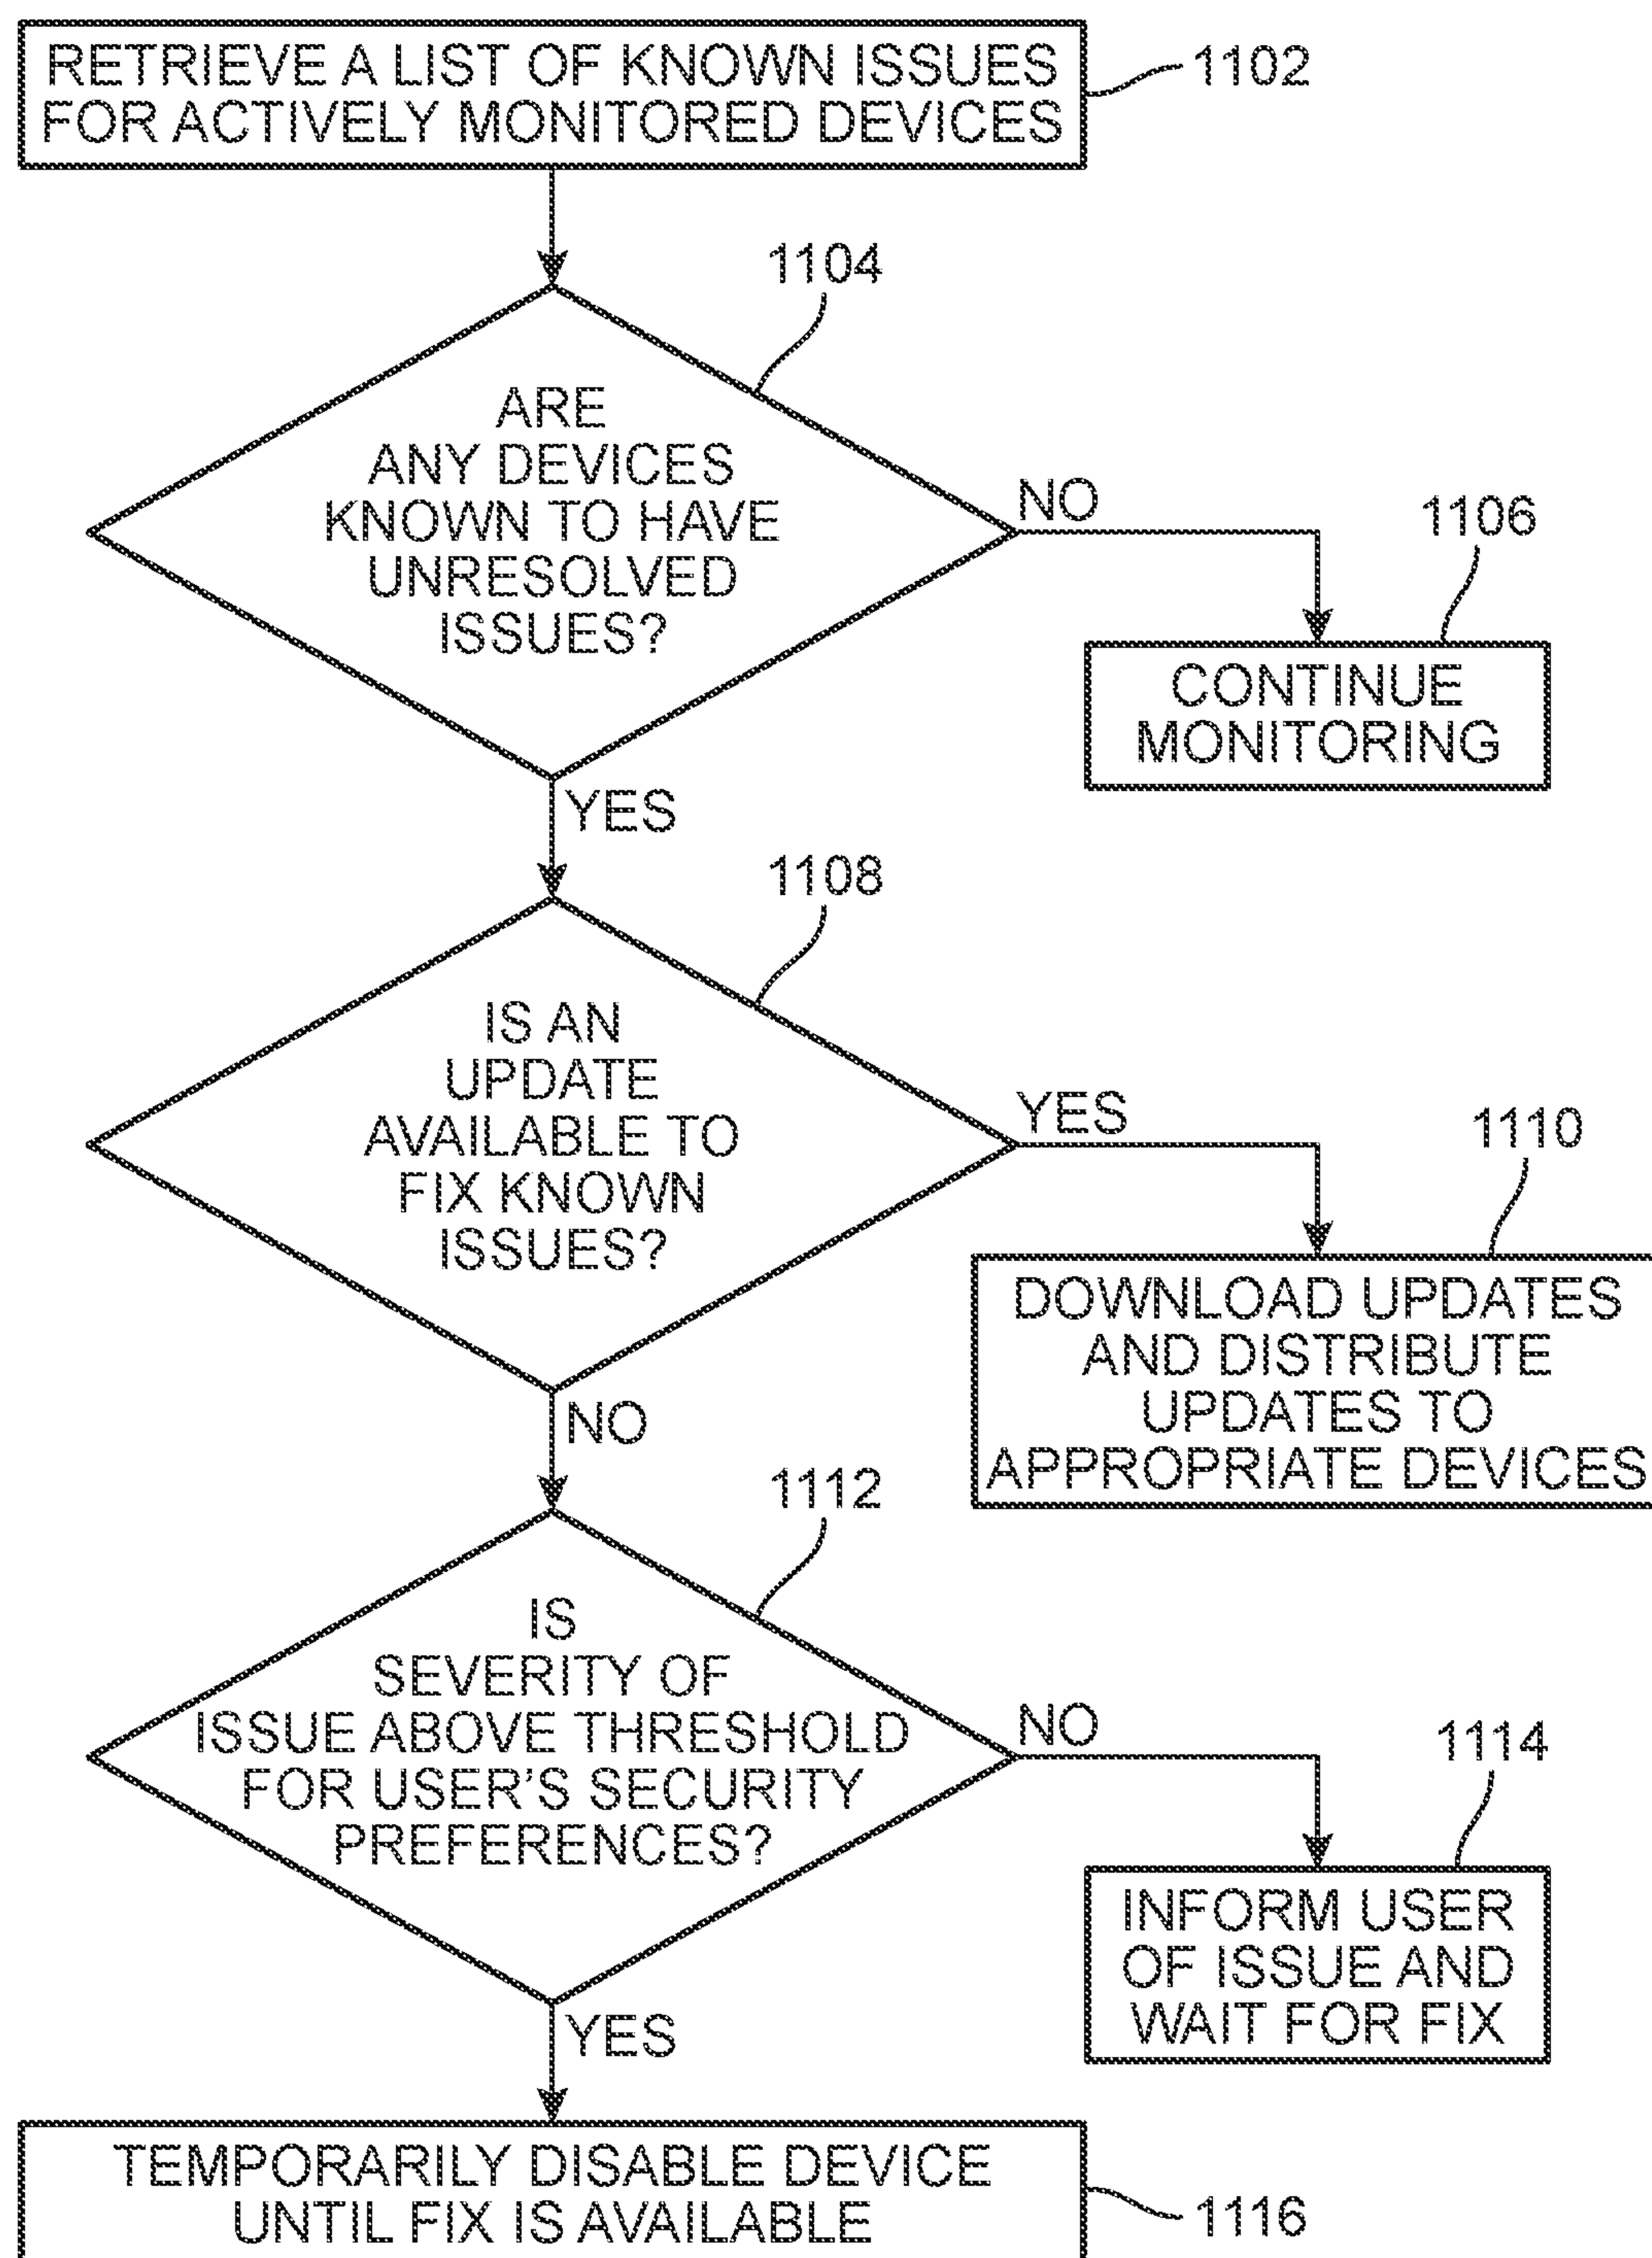 RETRIEVE A LIST OF KNOWN ISSUES
FOR ACTIVELY MONITORED DEVICES
1102
1104
ARE
ANY DEVICES
KNOWN TO HAVE
UNRESOLVED
ISSUES?
NO
1106
CONTINUE
MONITORING
YES
1108
IS AN
UPDATE
AVAILABLE TO
FIX KNOWN
ISSUES?
YES
1110
DOWNLOAD UPDATES
AND DISTRIBUTE
UPDATES TO
APPROPRIATE DEVICES
NO
1112
IS
SEVERITY OF
ISSUE ABOVE THRESHOLD
FOR USER'S SECURITY
PREFERENCES?
NO
1114
INFORM USER
OF ISSUE AND
WAIT FOR FIX
YES
TEMPORARILY DISABLE DEVICE
UNTIL FIX IS AVAILABLE
1116